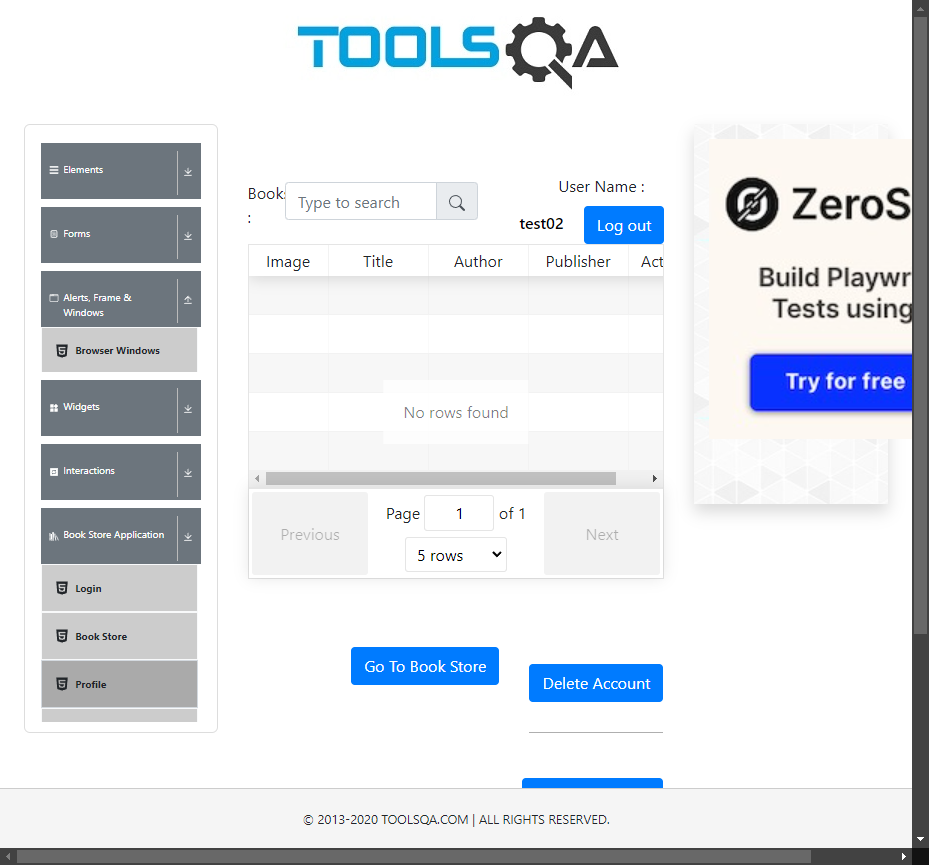 TOOLSQA
Elements
Forms
Alerts, Frame &
Windows
Browser Windows
Widgets
Interactions
Book Store Application
Login
Book Store
Profile
Books
:
Type to search
User Name :
test02
Log out
Image
Title
Author
Publisher
Act
No rows found
Previous
Page
1
of 1
5 rows
Next
Go To Book Store
Delete Account
ZeroS
Build Playwr
Tests using
Try for free
© 2013-2020 TOOLSQA.COM | ALL RIGHTS RESERVED.